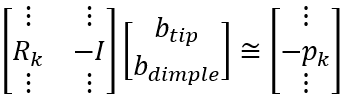 [⋮ ⋮
R_k -I
⋮ ⋮] [b_tip
b_dimple] ≅ [⋮
-p_k
⋮]